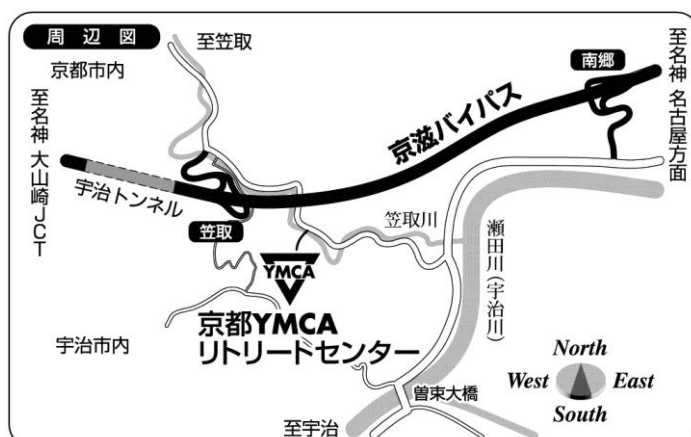 周辺図
至笠取
京都市内
南郷
至名神 名古屋方面
京滋バイパス
至名神 大山崎JCT
宇治トンネル
笠取
笠取川
瀬田川(宇治川)
YMCA
京都YMCA
リトリートセンター
宇治市内
曽束大橋
至宇治
North
West
East
South